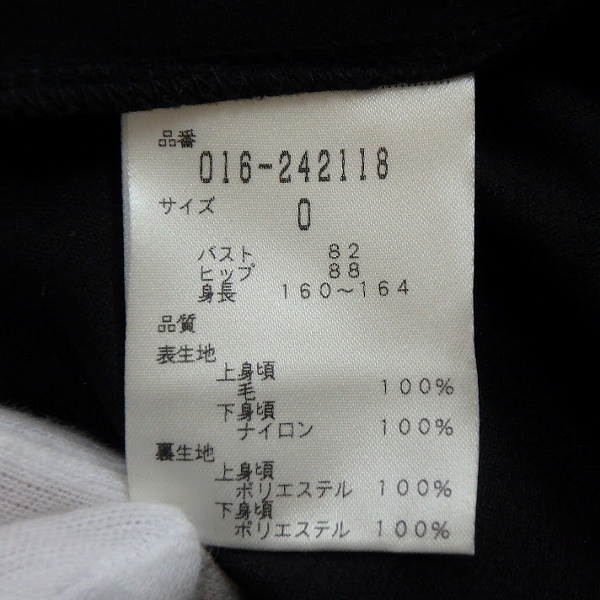 品番
016-242118
サイズ 0
バスト 82
ヒップ 88
身長 160～164
品質
表生地
上身頃
毛 100%
下身頃
ナイロン 100%
裏生地
上身頃
ポリエステル 100%
下身頃
ポリエステル 100%